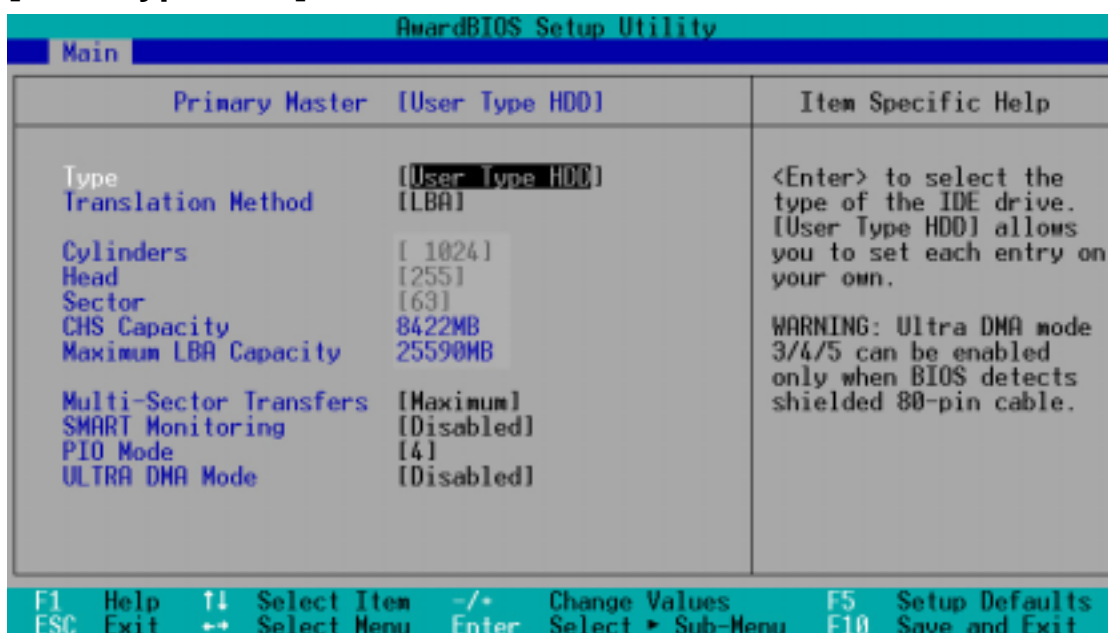 AwardBIOS Setup Utility
Main
Primary Master [User Type HDD]
Item Specific Help
Type [User Type HDD]
Translation Method [LBA]
Cylinders [ 1024]
Head [255]
Sector [63]
CHS Capacity 8422MB
Maximum LBA Capacity 25590MB
Multi-Sector Transfers [Maximum]
SMART Monitoring [Disabled]
PIO Mode [4]
ULTRA DMA Mode [Disabled]
<Enter> to select the
type of the IDE drive.
[User Type HDD] allows
you to set each entry on
your own.
WARNING: Ultra DMA mode
3/4/5 can be enabled
only when BIOS detects
shielded 80-pin cable.
F1 Help ↑↓ Select Item -/+ Change Values F5 Setup Defaults
ESC Exit ←→ Select Menu Enter Select ► Sub-Menu F10 Save and Exit